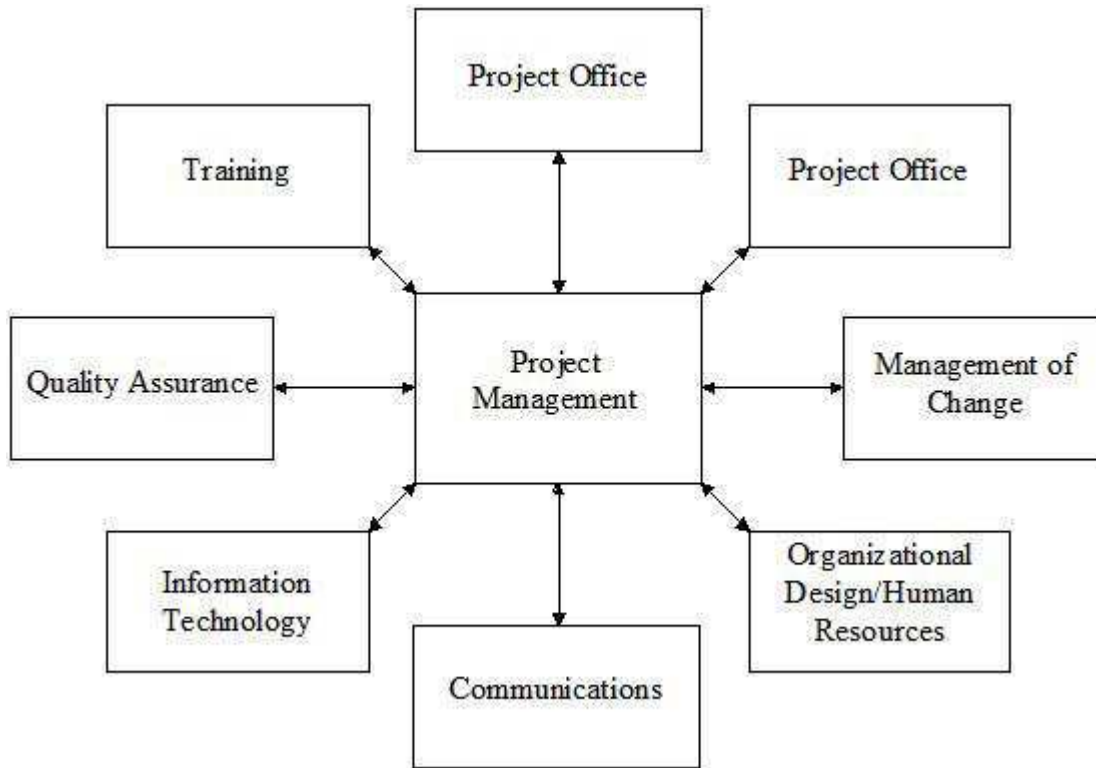 Project Office
Training
Project Office
Project
Management
Quality Assurance
Management of
Change
Information
Technology
Organizational
Design/Human
Resources
Communications